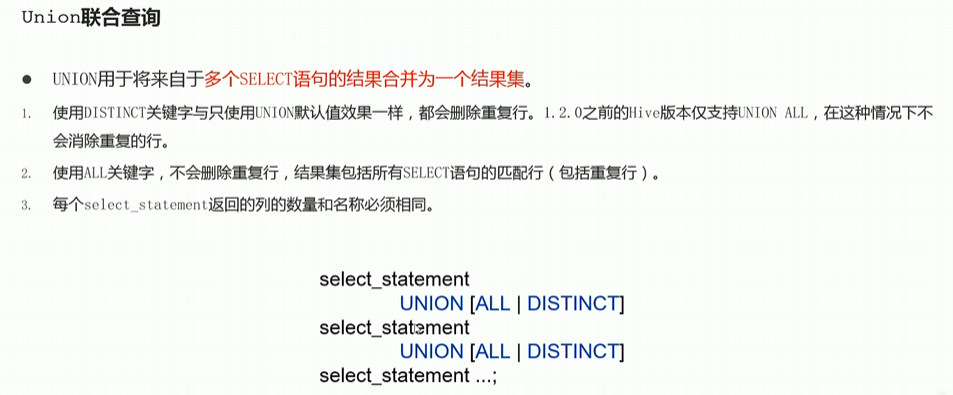 Union联合查询
● UNION用于将来自于多个SELECT语句的结果合并为一个结果集。
1. 使用DISTINCT关键字与只使用UNION默认值效果一样，都会删除重复行。1.2.0之前的Hive版本仅支持UNION ALL，在这种情况下不
会消除重复的行。
2. 使用ALL关键字，不会删除重复行，结果集包括所有SELECT语句的匹配行（包括重复行）。
3. 每个select_statement返回的列的数量和名称必须相同。
select_statement
UNION [ALL | DISTINCT]
select_statement
UNION [ALL | DISTINCT]
select_statement ...;